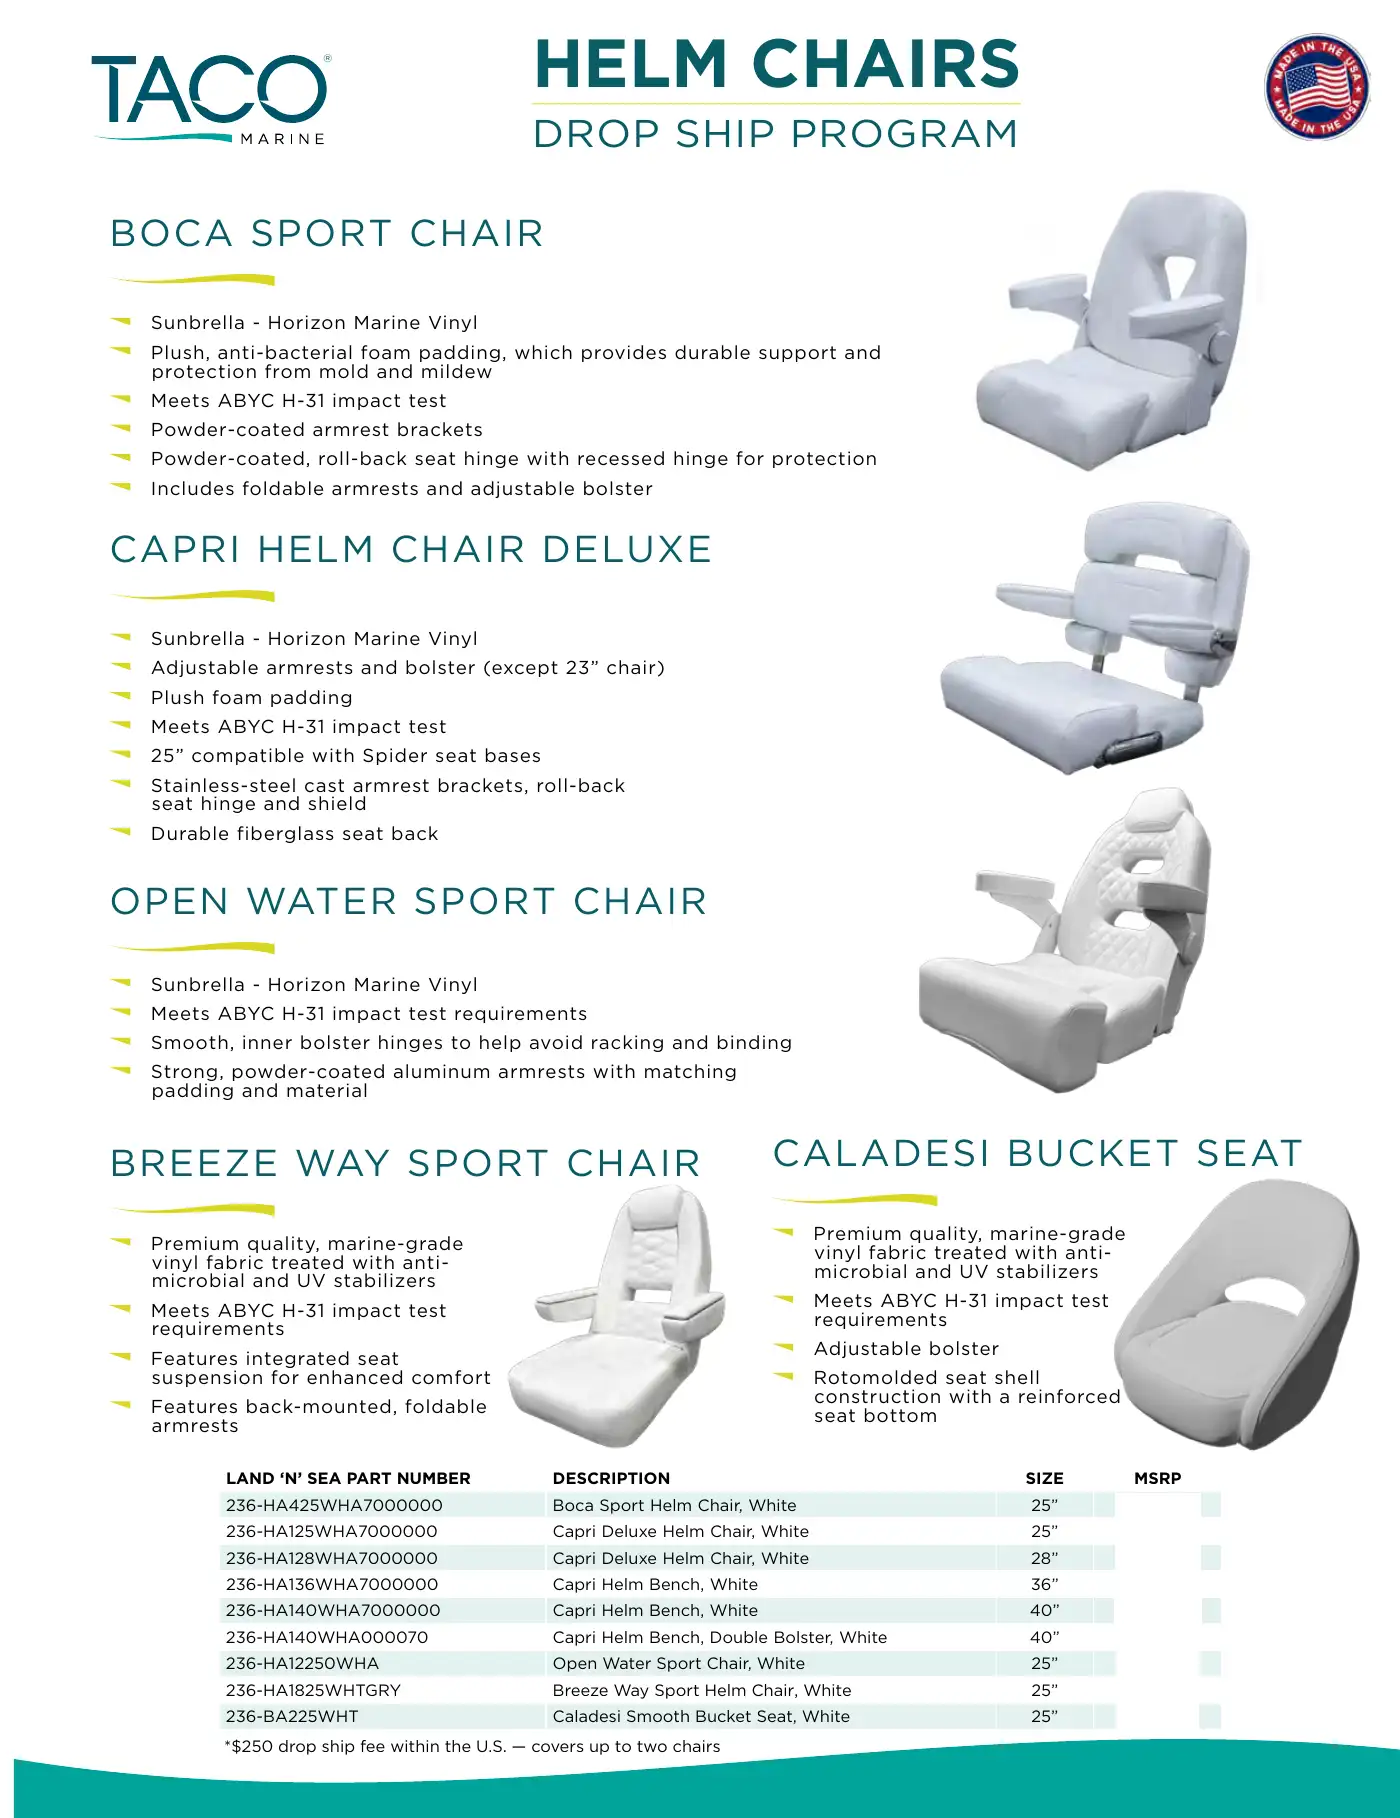 TACO®
MARINE
HELM CHAIRS
DROP SHIP PROGRAM
MADE IN THE USA
MADE IN THE USA
BOCA SPORT CHAIR
Sunbrella - Horizon Marine Vinyl
Plush, anti-bacterial foam padding, which provides durable support and
protection from mold and mildew
Meets ABYC H-31 impact test
Powder-coated armrest brackets
Powder-coated, roll-back seat hinge with recessed hinge for protection
Includes foldable armrests and adjustable bolster
CAPRI HELM CHAIR DELUXE
Sunbrella - Horizon Marine Vinyl
Adjustable armrests and bolster (except 23” chair)
Plush foam padding
Meets ABYC H-31 impact test
25” compatible with Spider seat bases
Stainless-steel cast armrest brackets, roll-back
seat hinge and shield
Durable fiberglass seat back
OPEN WATER SPORT CHAIR
Sunbrella - Horizon Marine Vinyl
Meets ABYC H-31 impact test requirements
Smooth, inner bolster hinges to help avoid racking and binding
Strong, powder-coated aluminum armrests with matching
padding and material
BREEZE WAY SPORT CHAIR
Premium quality, marine-grade
vinyl fabric treated with anti-
microbial and UV stabilizers
Meets ABYC H-31 impact test
requirements
Features integrated seat
suspension for enhanced comfort
Features back-mounted, foldable
armrests
CALADESI BUCKET SEAT
Premium quality, marine-grade
vinyl fabric treated with anti-
microbial and UV stabilizers
Meets ABYC H-31 impact test
requirements
Adjustable bolster
Rotomolded seat shell
construction with a reinforced
seat bottom
LAND ‘N’ SEA PART NUMBER DESCRIPTION SIZE MSRP
236-HA425WHA7000000 Boca Sport Helm Chair, White 25”
236-HA125WHA7000000 Capri Deluxe Helm Chair, White 25”
236-HA128WHA7000000 Capri Deluxe Helm Chair, White 28”
236-HA136WHA7000000 Capri Helm Bench, White 36”
236-HA140WHA7000000 Capri Helm Bench, White 40”
236-HA140WHA000070 Capri Helm Bench, Double Bolster, White 40”
236-HA12250WHA Open Water Sport Chair, White 25”
236-HA1825WHTGRY Breeze Way Sport Helm Chair, White 25”
236-BA225WHT Caladesi Smooth Bucket Seat, White 25”
*$250 drop ship fee within the U.S. — covers up to two chairs